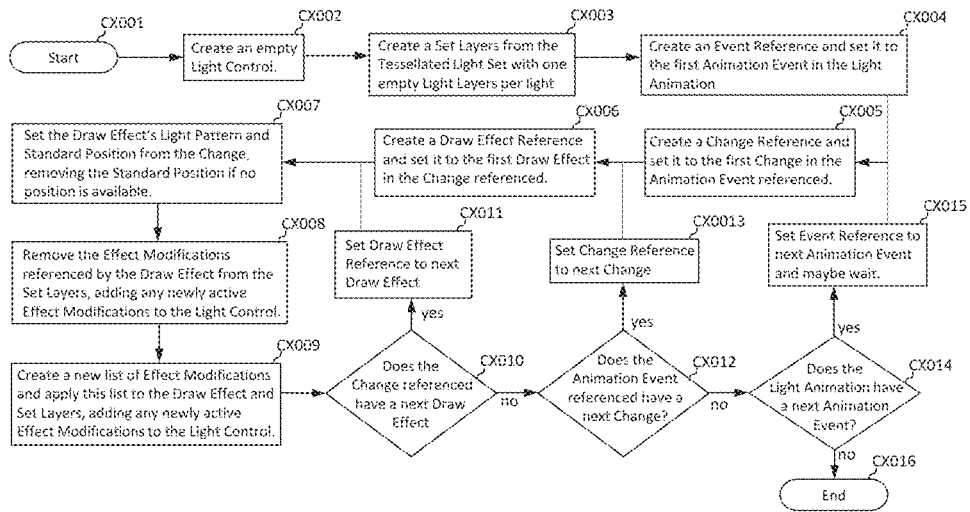 CX001
Start
CX002
Create an empty
Light Control.
CX003
Create a Set Layers from the
Tessellated Light Set with one
empty Light Layers per light
CX004
Create an Event Reference and set it to
the first Animation Event in the Light
Animation
CX005
Create a Change Reference and
set it to the first Change in the
Animation Event referenced.
CX006
Create a Draw Effect Reference
and set it to the first Draw Effect
in the Change referenced.
CX007
Set the Draw Effect's Light Pattern and
Standard Position from the Change,
removing the Standard Position if no
position is available.
CX008
Remove the Effect Modifications
referenced by the Draw Effect from the
Set Layers, adding any newly active
Effect Modifications to the Light Control.
CX009
Create a new list of Effect Modifications
and apply this list to the Draw Effect and
Set Layers, adding any newly active
Effect Modifications to the Light Control.
CX010
Does the
Change referenced
have a next Draw
Effect
yes
no
CX011
Set Draw Effect
Reference to next
Draw Effect
CX012
Does the
Animation Event
referenced have a
next Change?
yes
no
CX0013
Set Change Reference
to next Change
CX014
Does the
Light Animation have
a next Animation
Event?
yes
no
CX015
Set Event Reference to
next Animation Event
and maybe wait.
CX016
End